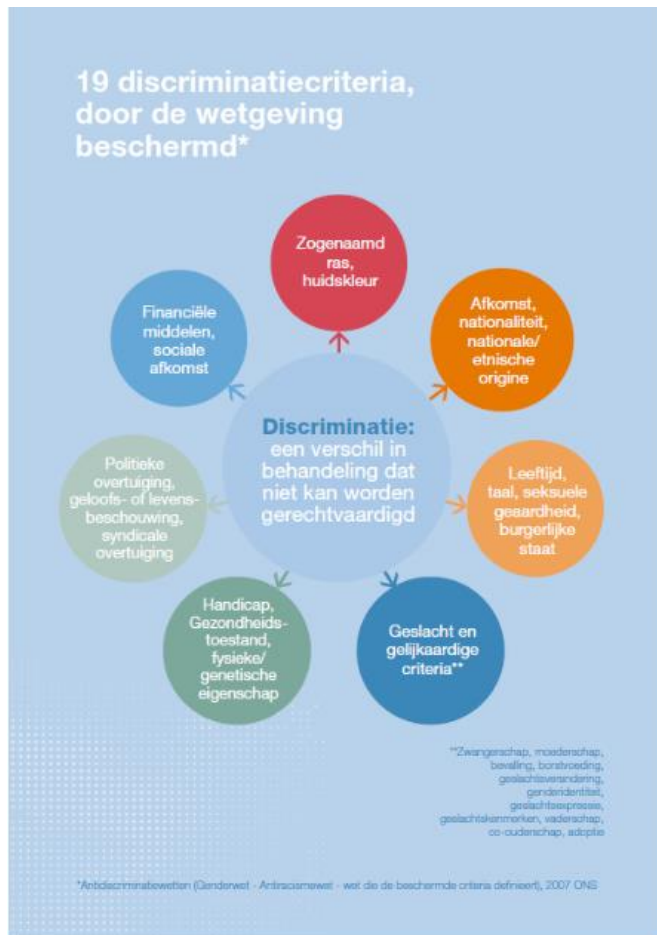 19 discriminatiecriteria,
door de wetgeving
beschermd*
Zogenaamd
ras,
huidskleur
Financiële
middelen,
sociale
afkomst
Afkomst,
nationaliteit,
nationale/
etnische
origine
Discriminatie:
een verschil in
behandeling dat
niet kan worden
gerechtvaardigd
Politieke
overtuiging,
geloofs- of levens-
beschouwing,
syndicale
overtuiging
Leeftijd,
taal, seksuele
geaardheid,
burgerlijke
staat
Handicap,
Gezondheids-
toestand,
fysieke/
genetische
eigenschap
Geslacht en
gelijkaardige
criteria**
**Zwangerschap, moederschap,
bevalling, borstvoeding,
geslachtsverandering,
genderidentiteit,
geslachtsexpressie,
geslachtskenmerken, vaderschap,
co-ouderschap, adoptie
*Antidiscriminatiewetten (Genderwet - Antiracismewet - wet die de beschermde criteria definieert), 2007 ONS